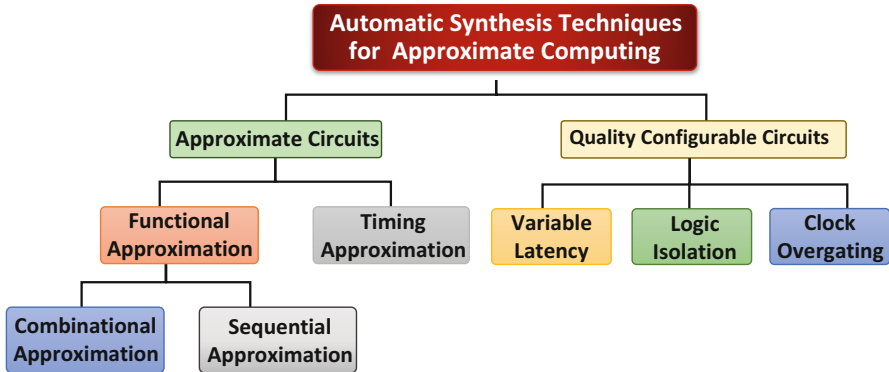 Automatic Synthesis Techniques
for Approximate Computing
Approximate Circuits
Quality Configurable Circuits
Functional
Approximation
Timing
Approximation
Variable
Latency
Logic
Isolation
Clock
Overgating
Combinational
Approximation
Sequential
Approximation